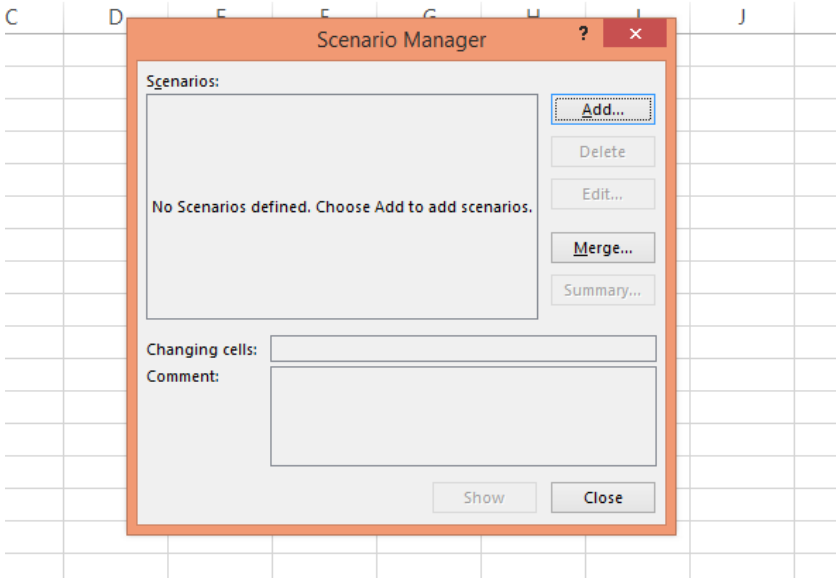 C D E F G H I J
Scenario Manager ? ×
Scenarios:
Add...
Delete
No Scenarios defined. Choose Add to add scenarios.
Edit...
Merge...
Summary...
Changing cells:
Comment:
Show Close